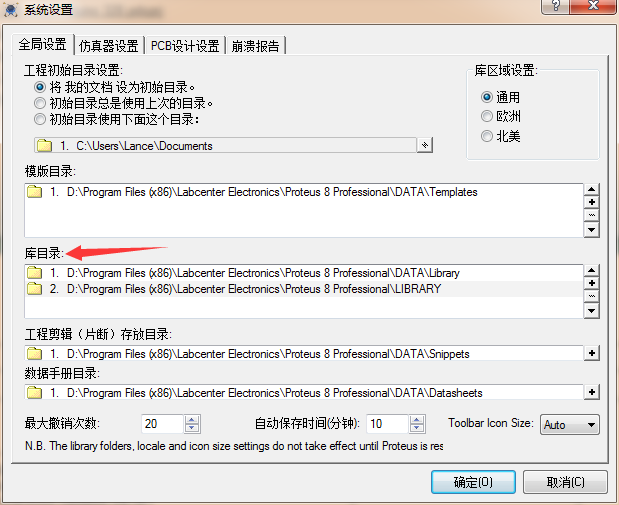 系统设置
全局设置 仿真器设置 PCB设计设置 崩溃报告
工程初始目录设置:
将 我的文档 设为初始目录。
初始目录总是使用上次的目录。
初始目录使用下面这个目录:
1. C:\Users\Lance\Documents
库区域设置:
通用
欧洲
北美
模版目录:
1. D:\Program Files (x86)\Labcenter Electronics\Proteus 8 Professional\DATA\Templates
库目录:
1. D:\Program Files (x86)\Labcenter Electronics\Proteus 8 Professional\DATA\Library
2. D:\Program Files (x86)\Labcenter Electronics\Proteus 8 Professional\LIBRARY
工程剪辑（片断）存放目录:
1. D:\Program Files (x86)\Labcenter Electronics\Proteus 8 Professional\DATA\Snippets
数据手册目录:
1. D:\Program Files (x86)\Labcenter Electronics\Proteus 8 Professional\DATA\Datasheets
最大撤销次数: 20 自动保存时间(分钟): 10 Toolbar Icon Size: Auto
N.B. The library folders, locale and icon size settings do not take effect until Proteus is res
确定(O) 取消(C)